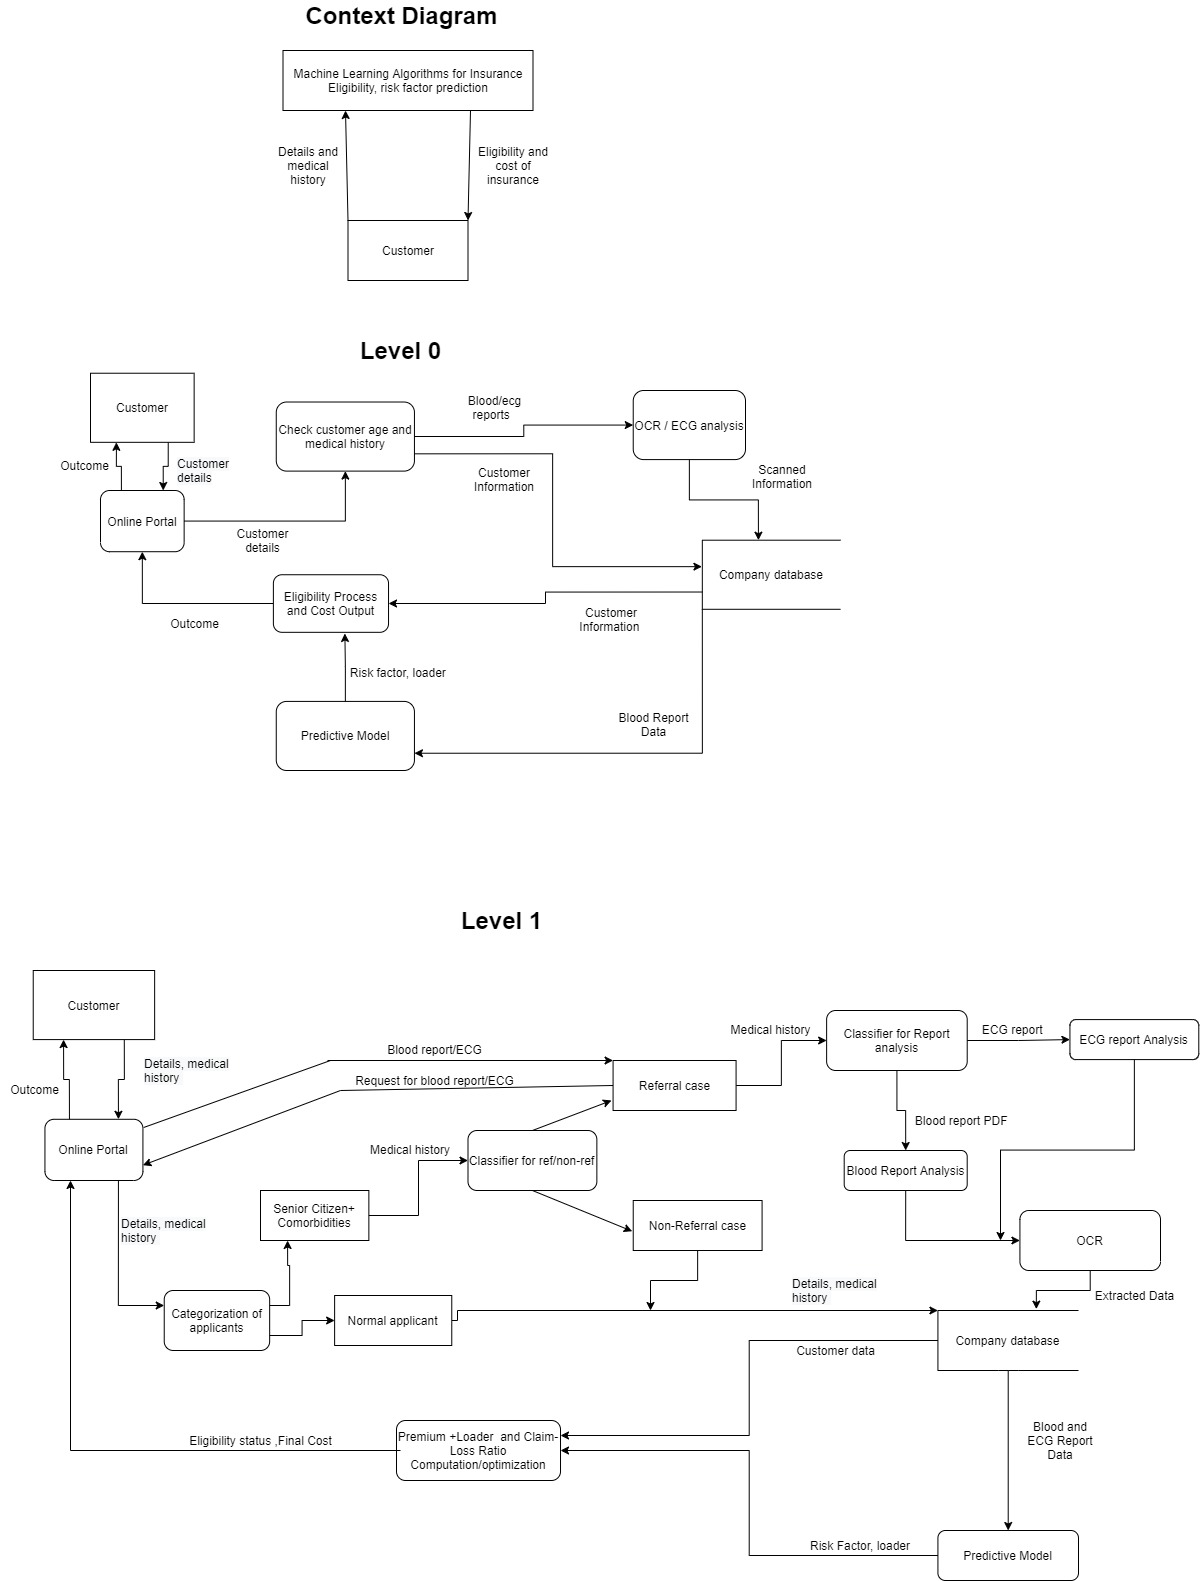 Context Diagram
Machine Learning Algorithms for Insurance
Eligibility, risk factor prediction
Details and
medical
history
Eligibility and
cost of
insurance
Customer
Level 0
Customer
Outcome
Customer
details
Online Portal
Customer
details
Check customer age and
medical history
Blood/ecg
reports
OCR / ECG analysis
Customer
Information
Scanned
Information
Company database
Eligibility Process
and Cost Output
Outcome
Customer
Information
Risk factor, loader
Predictive Model
Blood Report
Data
Level 1
Customer
Outcome
Details, medical
history
Online Portal
Blood report/ECG
Request for blood report/ECG
Referral case
Medical history
Classifier for Report
analysis
ECG report
ECG report Analysis
Blood report PDF
Blood Report Analysis
OCR
Extracted Data
Medical history
Classifier for ref/non-ref
Senior Citizen+
Comorbidities
Non-Referral case
Details, medical
history
Categorization of
applicants
Normal applicant
Details, medical
history
Company database
Customer data
Premium +Loader  and Claim-
Loss Ratio
Computation/optimization
Eligibility status ,Final Cost
Blood and
ECG Report
Data
Risk Factor, loader
Predictive Model